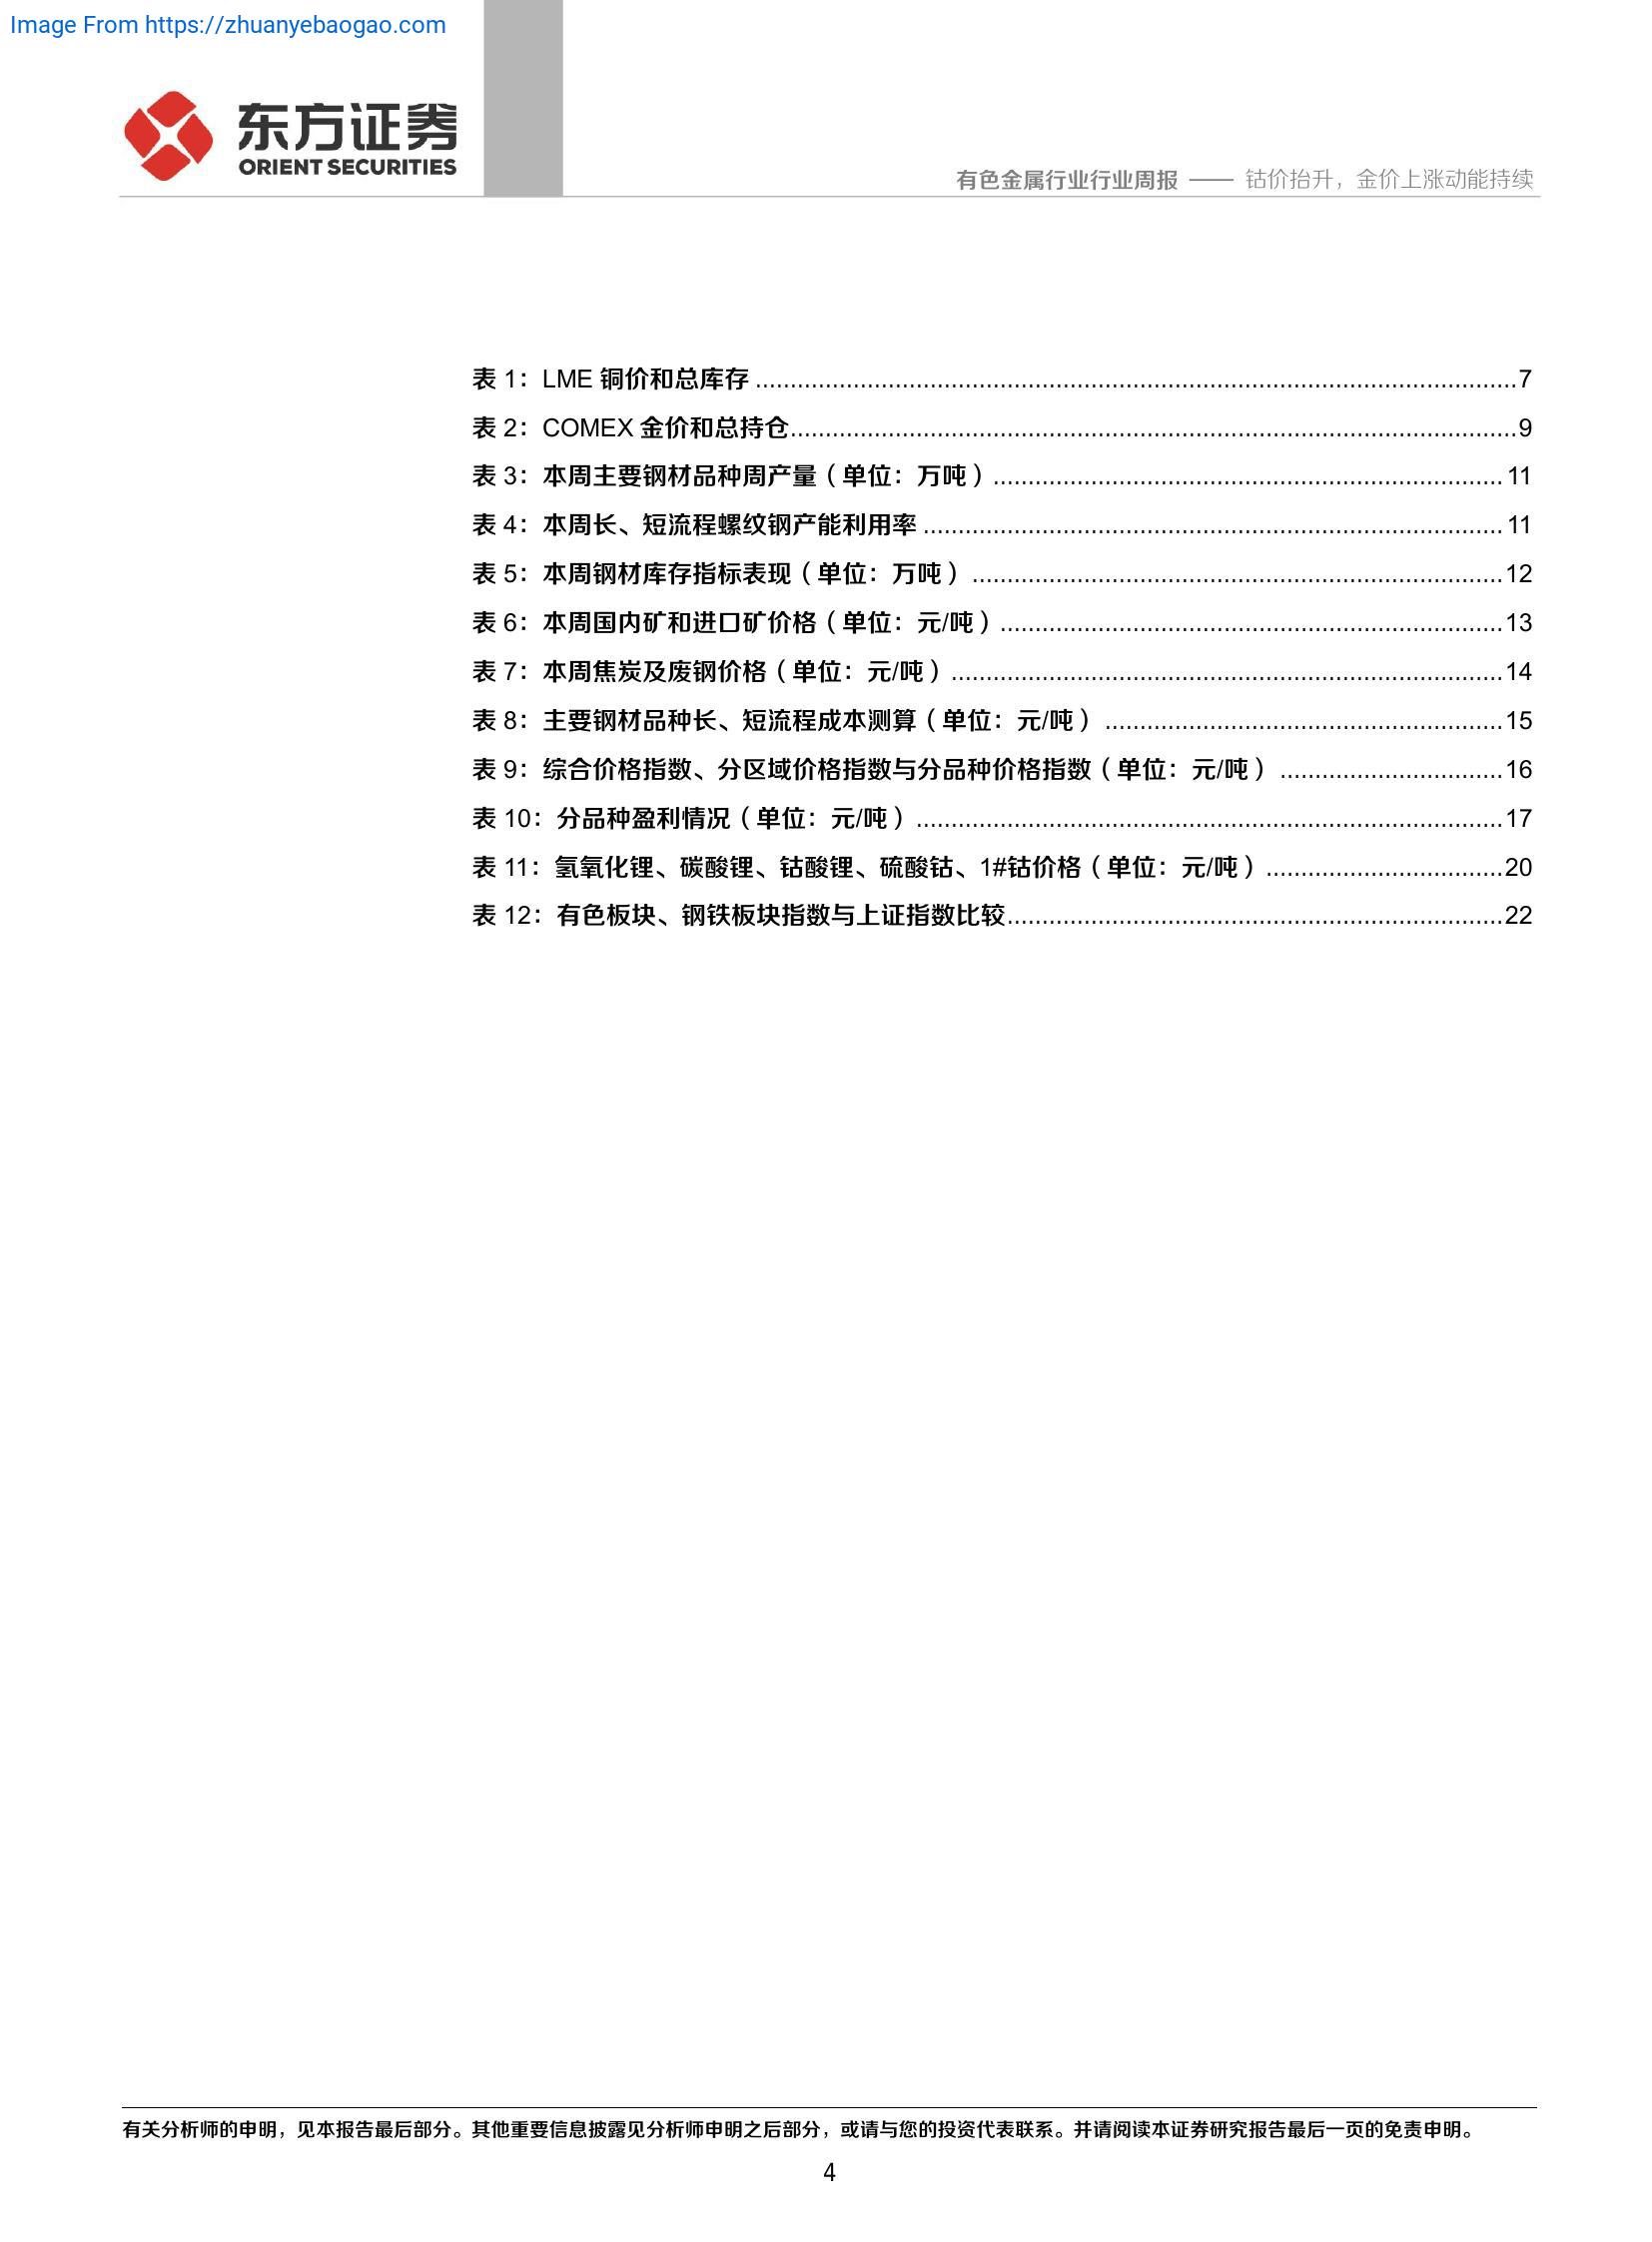 Image From https://zhuanyebaogao.com
东方证券
ORIENT SECURITIES
有色金属行业行业周报 —— 钴价抬升，金价上涨动能持续
表 1：LME 铜价和总库存 ........................................................................................................7
表 2：COMEX 金价和总持仓........................................................................................................9
表 3：本周主要钢材品种周产量（单位：万吨）........................................................................11
表 4：本周长、短流程螺纹钢产能利用率 ..................................................................................11
表 5：本周钢材库存指标表现（单位：万吨） ...........................................................................12
表 6：本周国内矿和进口矿价格（单位：元/吨） .......................................................................13
表 7：本周焦炭及废钢价格（单位：元/吨） ..............................................................................14
表 8：主要钢材品种长、短流程成本测算（单位：元/吨） ........................................................15
表 9：综合价格指数、分区域价格指数与分品种价格指数（单位：元/吨） ................................16
表 10：分品种盈利情况（单位：元/吨） ...................................................................................17
表 11：氢氧化锂、碳酸锂、钴酸锂、硫酸钴、1#钴价格（单位：元/吨） ..................................20
表 12：有色板块、钢铁板块指数与上证指数比较.......................................................................22
有关分析师的申明，见本报告最后部分。其他重要信息披露见分析师申明之后部分，或请与您的投资代表联系。并请阅读本证券研究报告最后一页的免责申明。
4